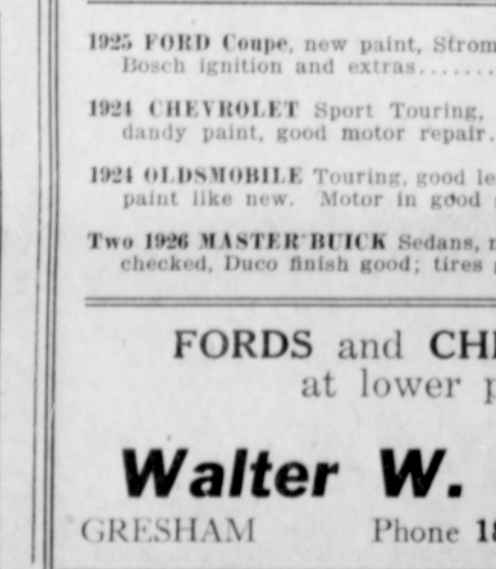 1925 FORD Coupe, new paint, Strom
Bosch ignition and extras.......
1924 CHEVROLET Sport Touring,
dandy paint, good motor repair.
1924 OLDSMOBILE Touring, good le
paint like new. Motor in good
Two 1926 MASTER BUICK Sedans,
checked, Duco finish good; tires
FORDS and CHE
at lower p
Walter W.
GRESHAM Phone 18